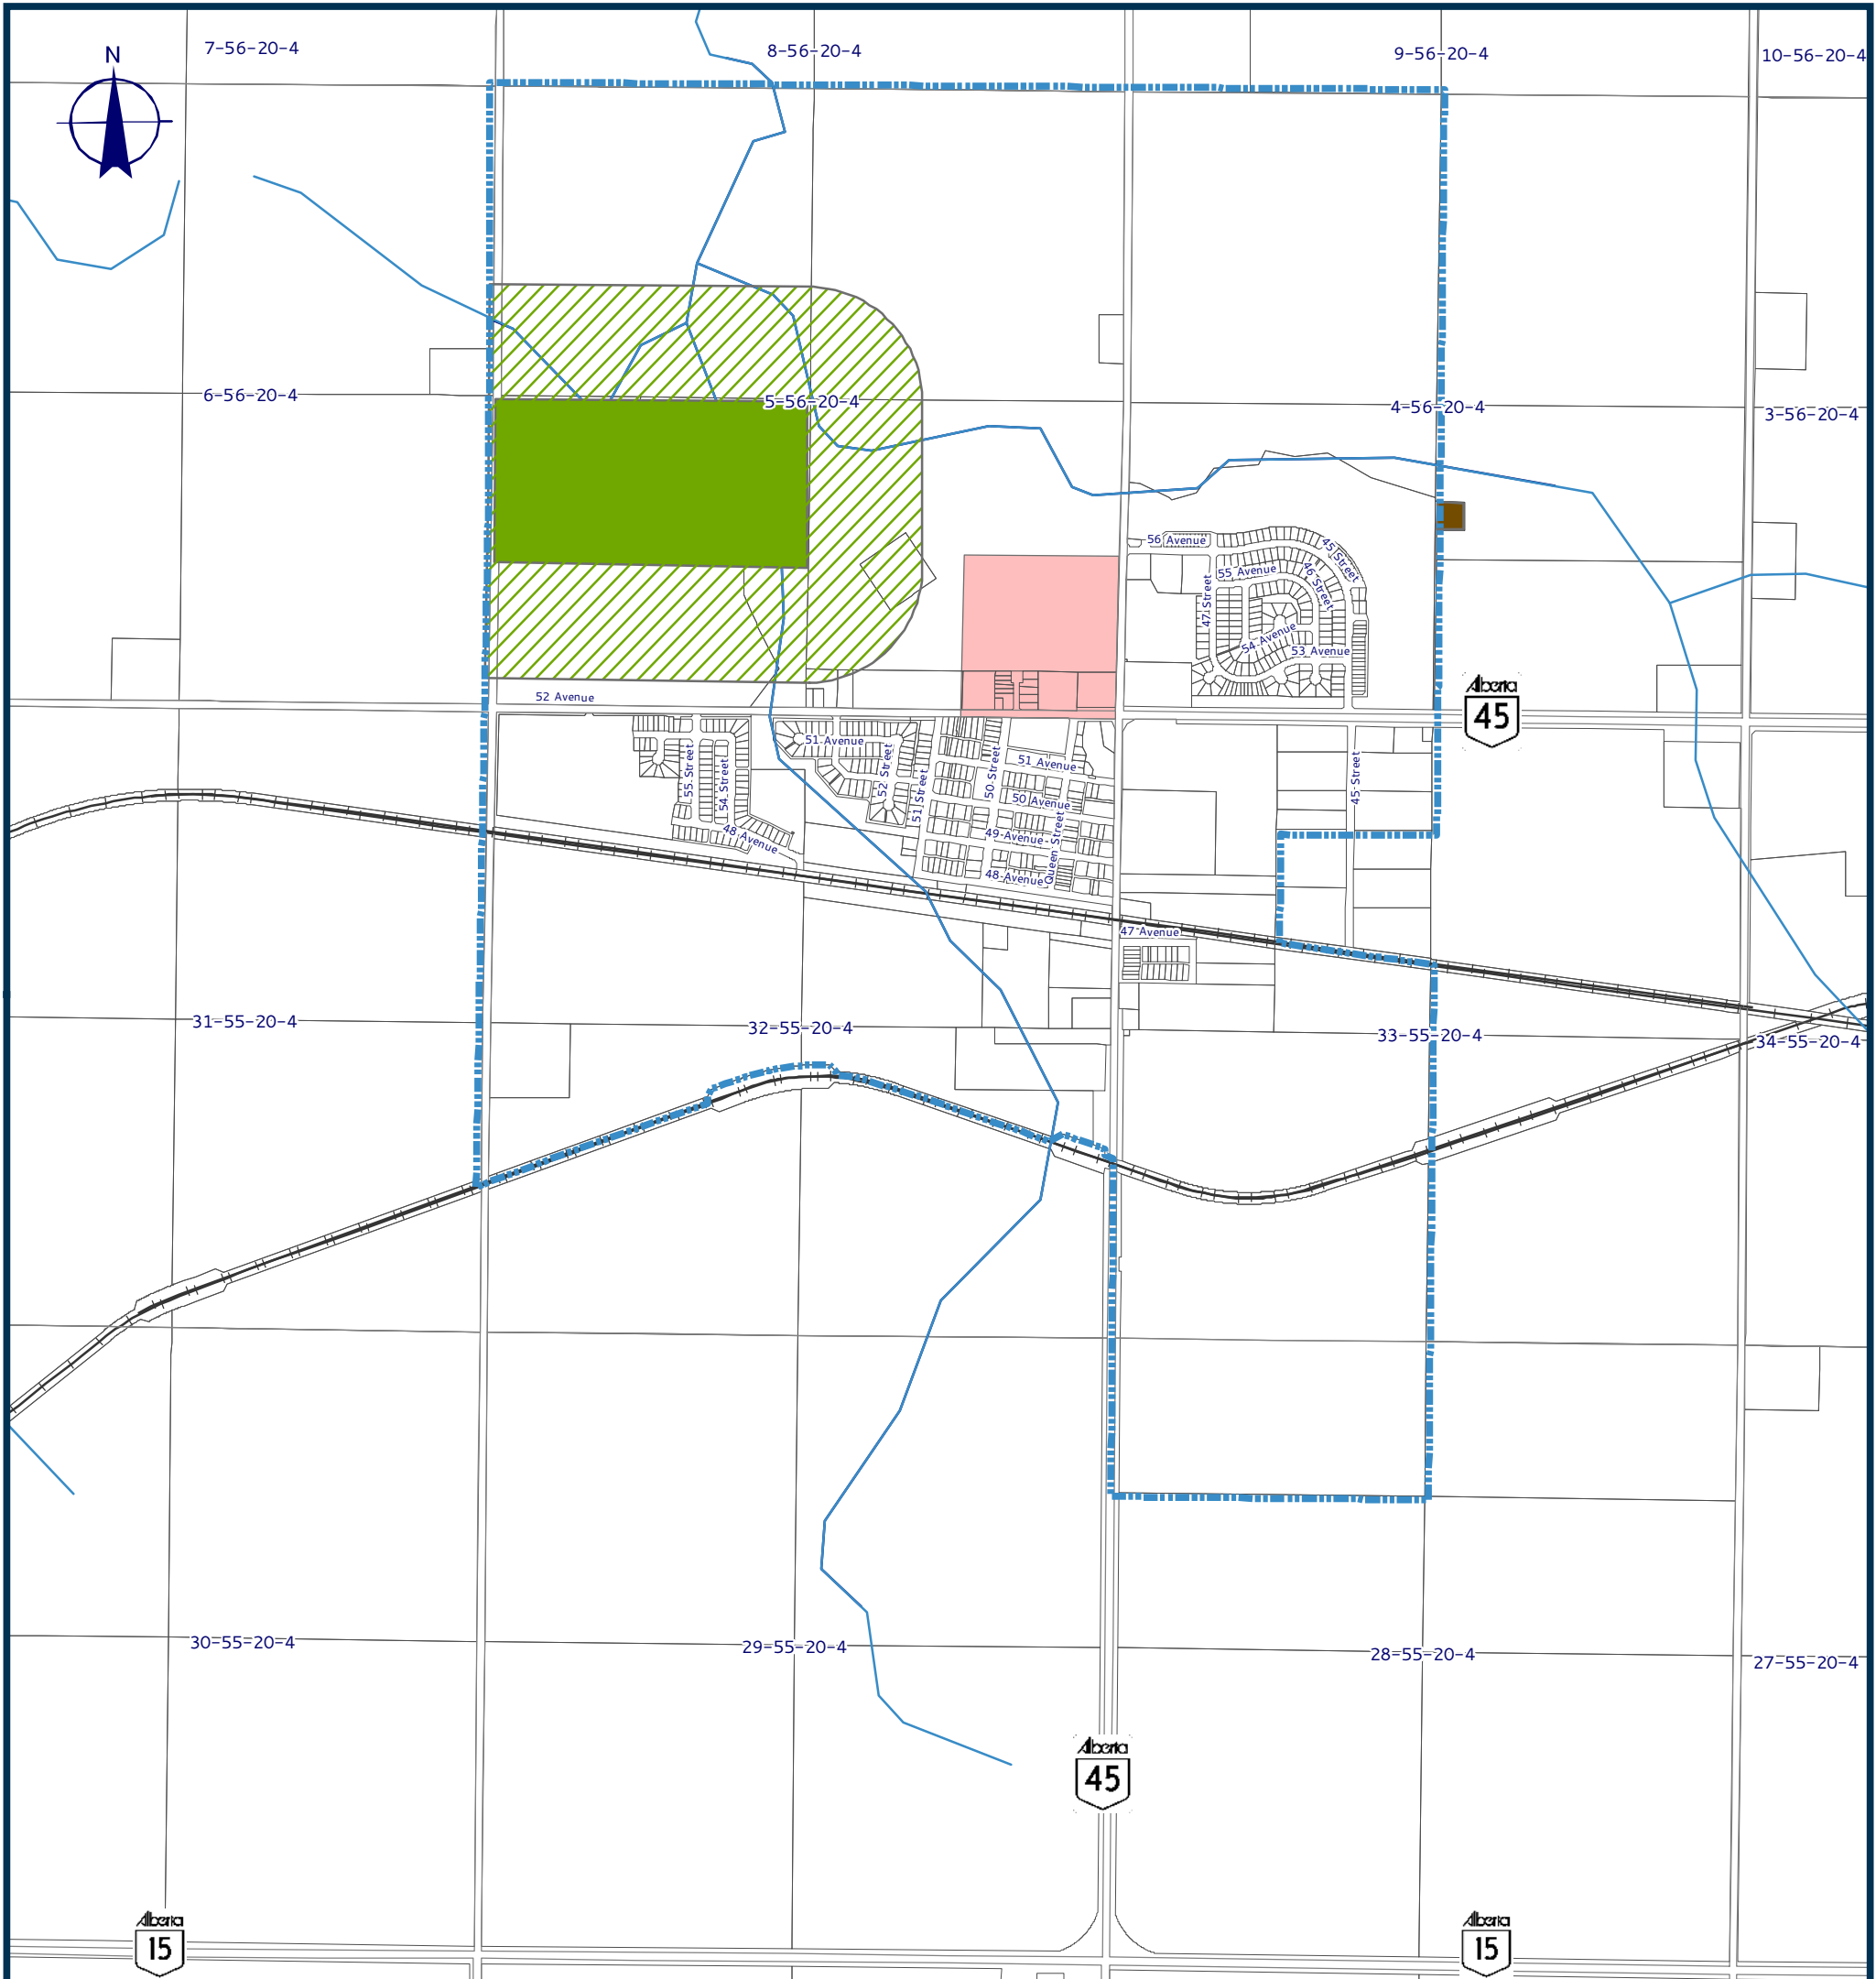 N
7-56-20-4
8-56-20-4
9-56-20-4
10-56-20-4
6-56-20-4
5-56-20-4
4-56-20-4
3-56-20-4
56 Avenue
45 Street
55 Avenue
46 Street
47 Street
54 Avenue
53 Avenue
52 Avenue
Alberta
45
51 Avenue
52 Street
55 Street
54 Street
51 Street
50 Street
51 Avenue
45 Street
50 Avenue
48 Avenue
49 Avenue
Queen Street
48 Avenue
47 Avenue
31-55-20-4
32-55-20-4
33-55-20-4
34-55-20-4
30-55-20-4
29-55-20-4
28-55-20-4
27-55-20-4
Alberta
45
Alberta
15
Alberta
15